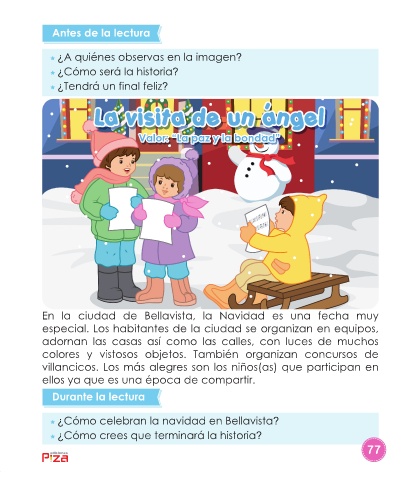 Antes de la lectura
¿A quiénes observas en la imagen?
¿Cómo será la historia?
¿Tendrá un final feliz?
La visita de un ángel
Valor: "La paz y la bondad"
En la ciudad de Bellavista, la Navidad es una fecha muy
especial. Los habitantes de la ciudad se organizan en equipos,
adornan las casas así como las calles, con luces de muchos
colores y vistosos objetos. También organizan concursos de
villancicos. Los más alegres son los niños(as) que participan en
ellos ya que es una época de compartir.
Durante la lectura
¿Cómo celebran la navidad en Bellavista?
¿Cómo crees que terminará la historia?
77